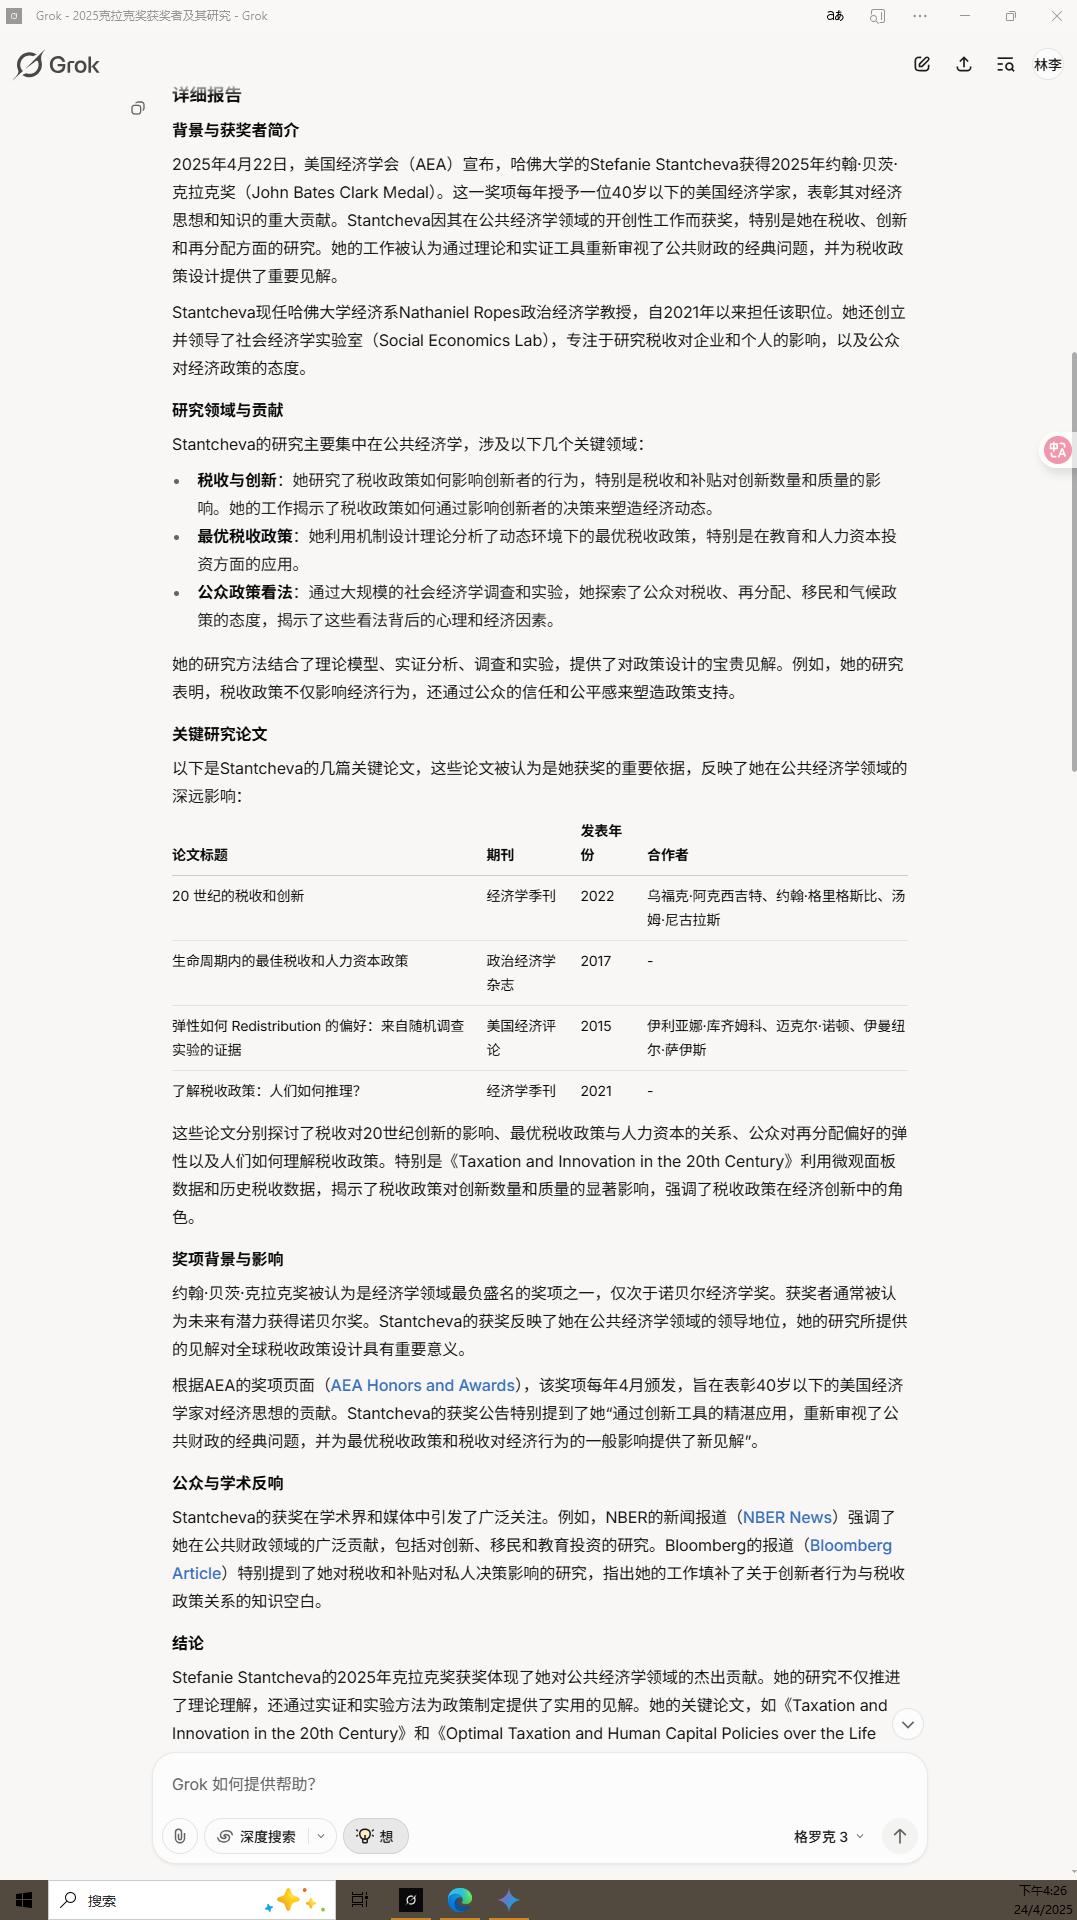 Grok - 2025克拉克奖获奖者及其研究 - Grok
aあ
Grok
林李
详细报告
背景与获奖者简介
2025年4月22日，美国经济学会（AEA）宣布，哈佛大学的Stefanie Stantcheva获得2025年约翰·贝茨·
克拉克奖（John Bates Clark Medal）。这一奖项每年授予一位40岁以下的美国经济学家，表彰其对经济
思想和知识的重大贡献。Stantcheva因其在公共经济学领域的开创性工作而获奖，特别是她在税收、创新
和再分配方面的研究。她的工作被认为通过理论和实证工具重新审视了公共财政的经典问题，并为税收政
策设计提供了重要见解。
Stantcheva现任哈佛大学经济系Nathaniel Ropes政治经济学教授，自2021年以来担任该职位。她还创立
并领导了社会经济学实验室（Social Economics Lab），专注于研究税收对企业和个人的影响，以及公众
对经济政策的态度。
研究领域与贡献
Stantcheva的研究主要集中在公共经济学，涉及以下几个关键领域：
• 税收与创新：她研究了税收政策如何影响创新者的行为，特别是税收和补贴对创新数量和质量的影
响。她的工作揭示了税收政策如何通过影响创新者的决策来塑造经济动态。
• 最优税收政策：她利用机制设计理论分析了动态环境下的最优税收政策，特别是在教育和人力资本投
资方面的应用。
• 公众政策看法：通过大规模的社会经济学调查和实验，她探索了公众对税收、再分配、移民和气候政
策的态度，揭示了这些看法背后的心理和经济因素。
她的研究方法结合了理论模型、实证分析、调查和实验，提供了对政策设计的宝贵见解。例如，她的研究
表明，税收政策不仅影响经济行为，还通过公众的信任和公平感来塑造政策支持。
关键研究论文
以下是Stantcheva的几篇关键论文，这些论文被认为是她获奖的重要依据，反映了她在公共经济学领域的
深远影响：
论文标题 期刊 发表年份 合作者
20 世纪的税收和创新 经济学季刊 2022 乌福克·阿克西吉特、约翰·格里格斯比、汤
姆·尼古拉斯
生命周期内的最佳税收和人力资本政策 政治经济学 2017 -
杂志
弹性如何 Redistribution 的偏好：来自随机调查 美国经济评 2015 伊利亚娜·库齐姆科、迈克尔·诺顿、伊曼纽
实验的证据 论 尔·萨伊斯
了解税收政策：人们如何推理？ 经济学季刊 2021 -
这些论文分别探讨了税收对20世纪创新的影响、最优税收政策与人力资本的关系、公众对再分配偏好的弹
性以及人们如何理解税收政策。特别是《Taxation and Innovation in the 20th Century》利用微观面板
数据和历史税收数据，揭示了税收政策对创新数量和质量的显著影响，强调了税收政策在经济创新中的角
色。
奖项背景与影响
约翰·贝茨·克拉克奖被认为是经济学领域最负盛名的奖项之一，仅次于诺贝尔经济学奖。获奖者通常被认
为未来有潜力获得诺贝尔奖。Stantcheva的获奖反映了她在公共经济学领域的领导地位，她的研究所提供
的见解对全球税收政策设计具有重要意义。
根据AEA的奖项页面（AEA Honors and Awards），该奖项每年4月颁发，旨在表彰40岁以下的美国经济
学家对经济思想的贡献。Stantcheva的获奖公告特别提到了她“通过创新工具的精湛应用，重新审视了公
共财政的经典问题，并为最优税收政策和税收对经济行为的一般影响提供了新见解”。
公众与学术反响
Stantcheva的获奖在学术界和媒体中引发了广泛关注。例如，NBER的新闻报道（NBER News）强调了
她在公共财政领域的广泛贡献，包括对创新、移民和教育投资的研究。Bloomberg的报道（Bloomberg
Article）特别提到了她对税收和补贴对私人决策影响的研究，指出她的工作填补了关于创新者行为与税收
政策关系的知识空白。
结论
Stefanie Stantcheva的2025年克拉克奖获奖体现了她对公共经济学领域的杰出贡献。她的研究不仅推进
了理论理解，还通过实证和实验方法为政策制定提供了实用的见解。她的关键论文，如《Taxation and
Innovation in the 20th Century》和《Optimal Taxation and Human Capital Policies over the Life
Grok 如何提供帮助？
深度搜索 想 格罗克 3
搜索
下午4:26
24/4/2025